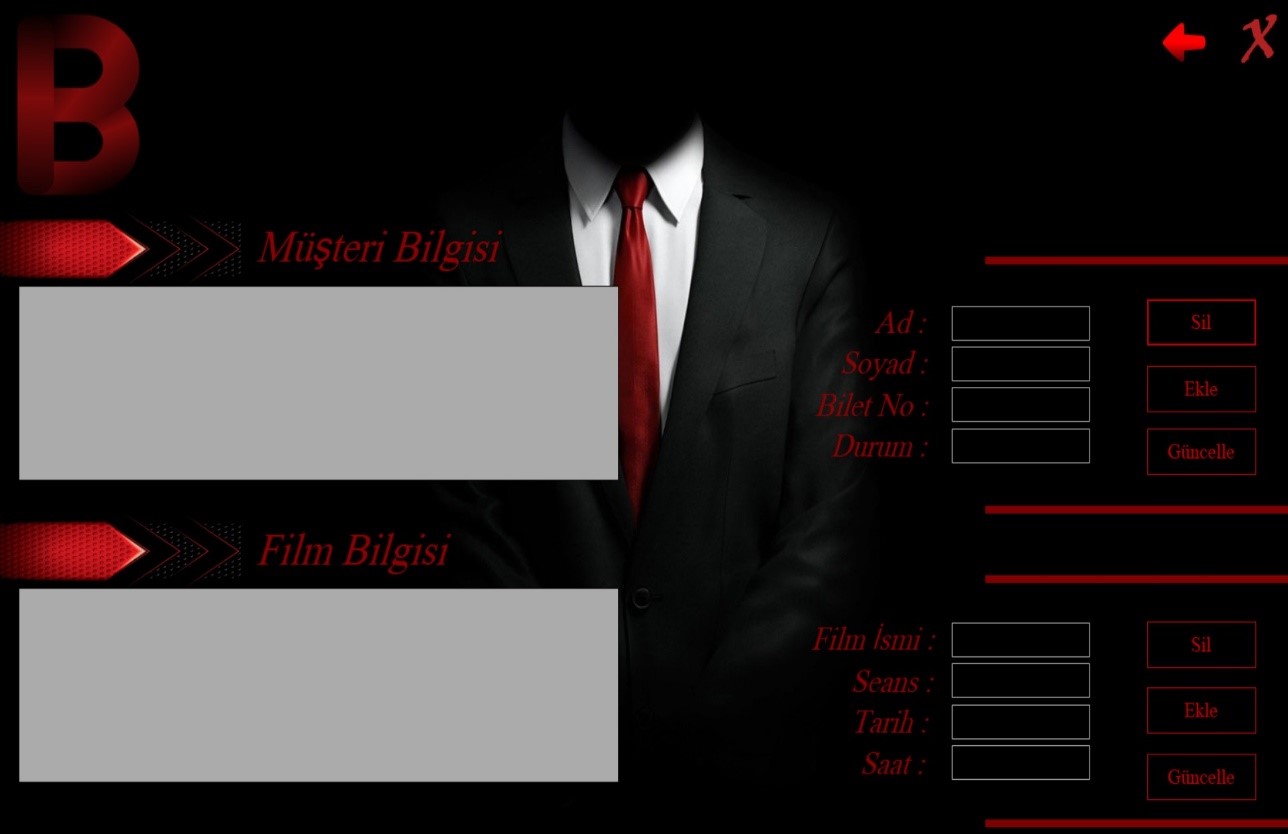 B
X
Müşteri Bilgisi
Ad :
Soyad :
Bilet No :
Durum :
Sil
Ekle
Güncelle
Film Bilgisi
Film İsmi :
Seans :
Tarih :
Saat :
Sil
Ekle
Güncelle